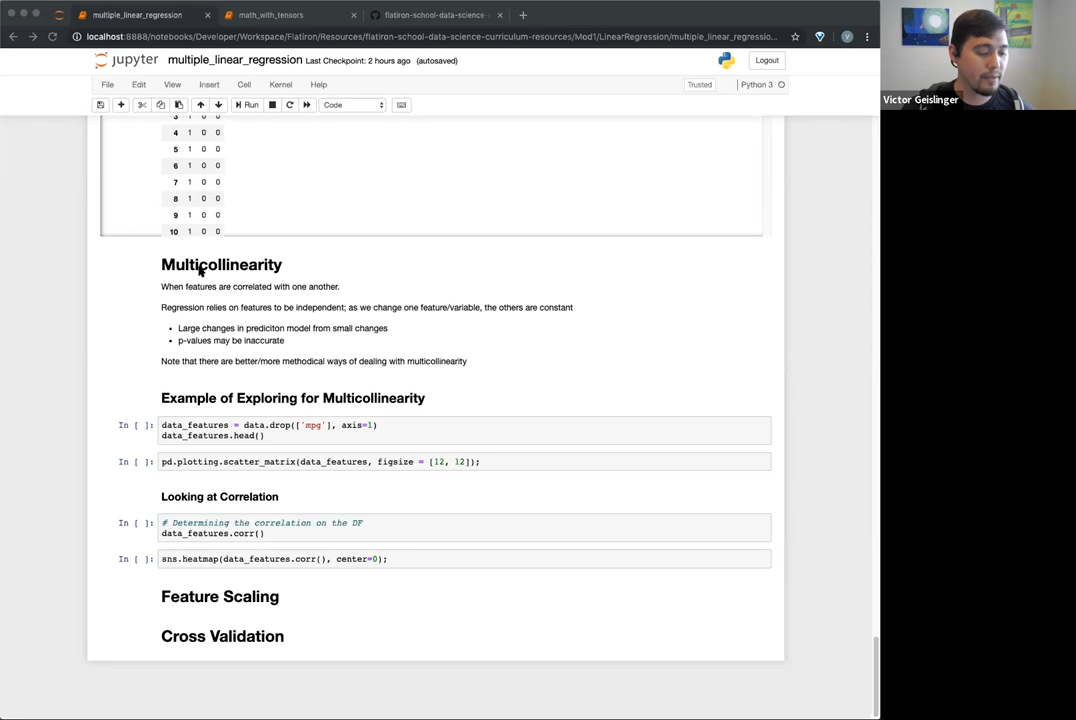 multiple_linear_regression
math_with_tensors
flatiron-school-data-science-
localhost:8888/notebooks/Developer/Workspace/Flatiron/Resources/flatiron-school-data-science-curriculum-resources/Mod1/LinearRegression/multiple_linear_regressio...
V
jupyter multiple_linear_regression Last Checkpoint: 2 hours ago (autosaved)
Logout
File Edit View Insert Cell Kernel Help
Trusted Python 3
Run Code
Victor Geislinger
3 1 0 0
4 1 0 0
5 1 0 0
6 1 0 0
7 1 0 0
8 1 0 0
9 1 0 0
10 1 0 0
Multicollinearity
When features are correlated with one another.
Regression relies on features to be independent; as we change one feature/variable, the others are constant
• Large changes in prediciton model from small changes
• p-values may be inaccurate
Note that there are better/more methodical ways of dealing with multicollinearity
Example of Exploring for Multicollinearity
In [ ]: data_features = data.drop(['mpg'], axis=1)
data_features.head()
In [ ]: pd.plotting.scatter_matrix(data_features, figsize = [12, 12]);
Looking at Correlation
In [ ]: # Determining the correlation on the DF
data_features.corr()
In [ ]: sns.heatmap(data_features.corr(), center=0);
Feature Scaling
Cross Validation